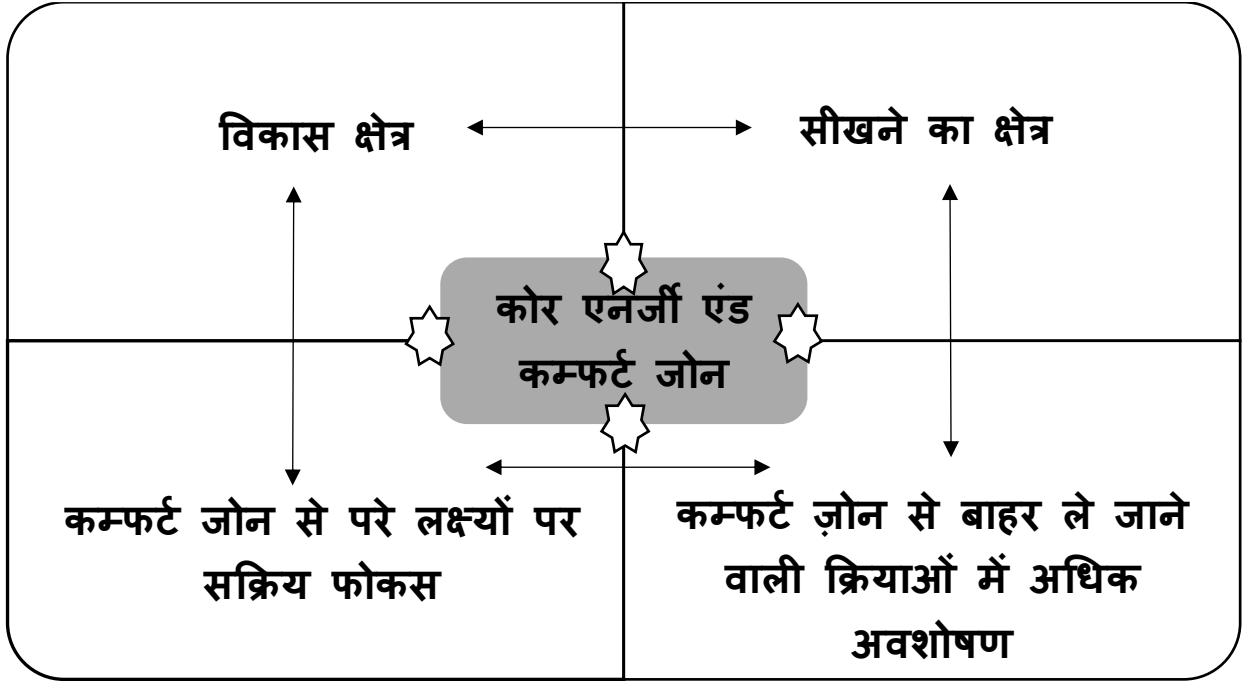 विकास क्षेत्र
सीखने का क्षेत्र
कोर एनर्जी एंड
कम्फर्ट जोन
कम्फर्ट जोन से परे लक्ष्यों पर
सक्रिय फोकस
कम्फर्ट ज़ोन से बाहर ले जाने
वाली क्रियाओं में अधिक
अवशोषण